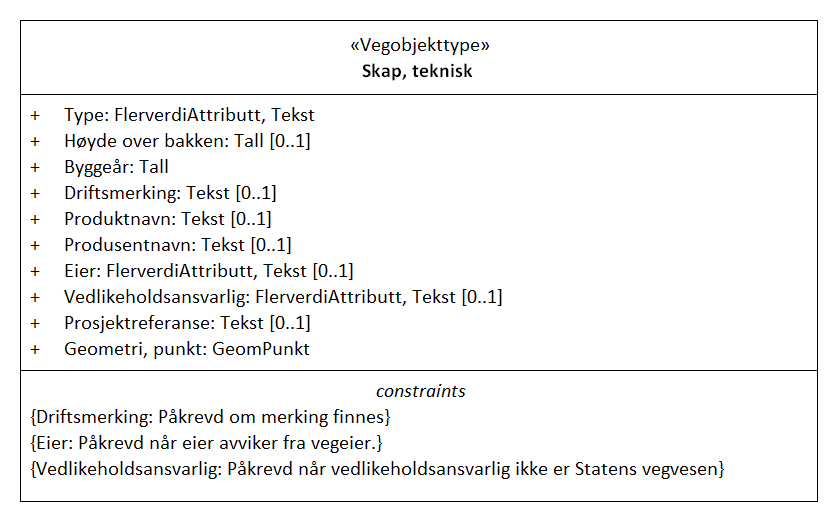 «Vegobjekttype»
Skap, teknisk
+ Type: FlerverdiAttributt, Tekst
+ Høyde over bakken: Tall [0..1]
+ Byggeår: Tall
+ Driftsmerking: Tekst [0..1]
+ Produktnavn: Tekst [0..1]
+ Produsentnavn: Tekst [0..1]
+ Eier: FlerverdiAttributt, Tekst [0..1]
+ Vedlikeholdsansvarlig: FlerverdiAttributt, Tekst [0..1]
+ Prosjektreferanse: Tekst [0..1]
+ Geometri, punkt: GeomPunkt
constraints
{Driftsmerking: Påkrevd om merking finnes}
{Eier: Påkrevd når eier avviker fra vegeier.}
{Vedlikeholdsansvarlig: Påkrevd når vedlikeholdsansvarlig ikke er Statens vegvesen}